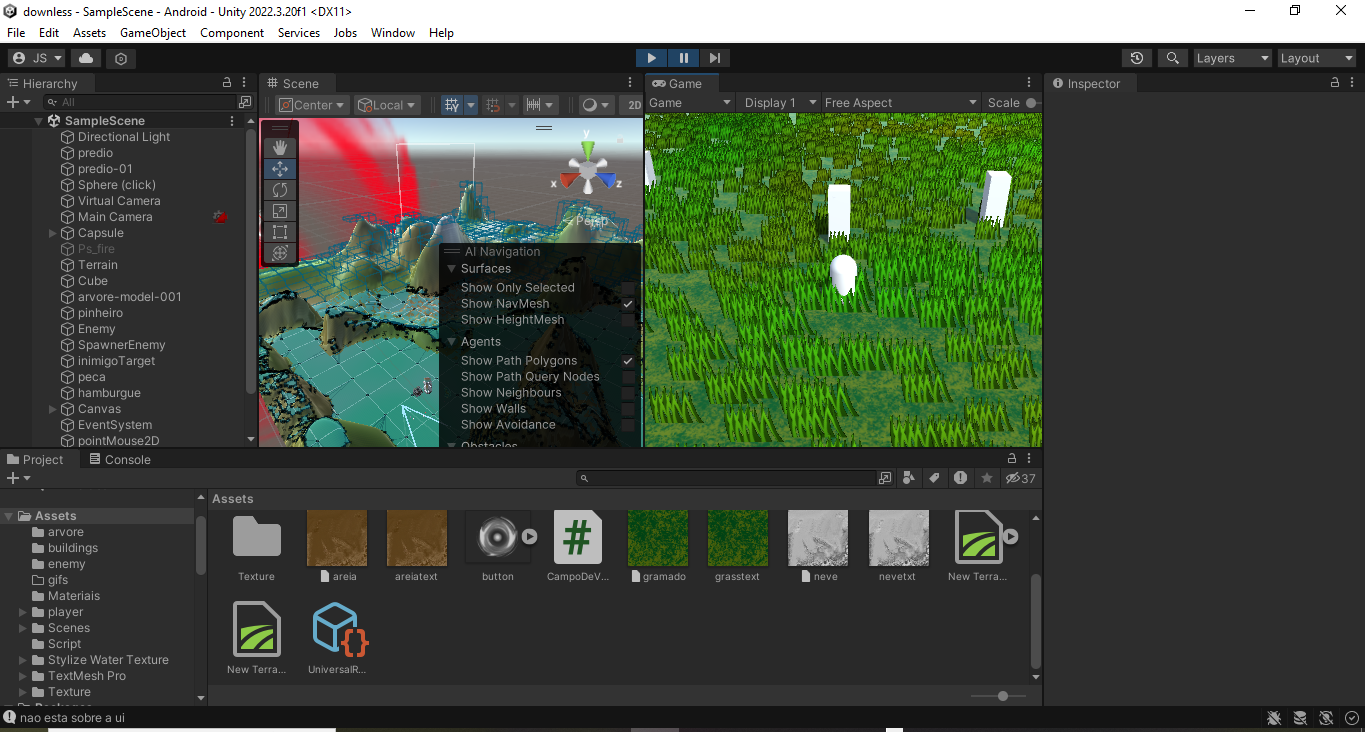 downless - SampleScene - Android - Unity 2022.3.20f1 <DX11>
File Edit Assets GameObject Component Services Jobs Window Help
JS Layers Layout
Hierarchy
All
SampleScene
Directional Light
predio
predio-01
Sphere (click)
Virtual Camera
Main Camera
Capsule
Ps_fire
Terrain
Cube
arvore-model-001
pinheiro
Enemy
SpawnerEnemy
inimigoTarget
peca
hamburgue
Canvas
EventSystem
pointMouse2D
Scene
Center Local 2D
y
x z
Persp
AI Navigation
Surfaces
Show Only Selected
Show NavMesh
Show HeightMesh
Agents
Show Path Polygons
Show Path Query Nodes
Show Neighbours
Show Walls
Show Avoidance
Obstacles
Game
Game Display 1 Free Aspect Scale
Inspector
Project Console
37
Assets
arvore
buildings
enemy
gifs
Materiais
player
Scenes
Script
Stylize Water Texture
TextMesh Pro
Texture
Packages
Assets
Texture areia areiatext button CampoDeV... gramado grasstext neve nevetxt New Terra...
New Terra... UniversalR...
nao esta sobre a ui